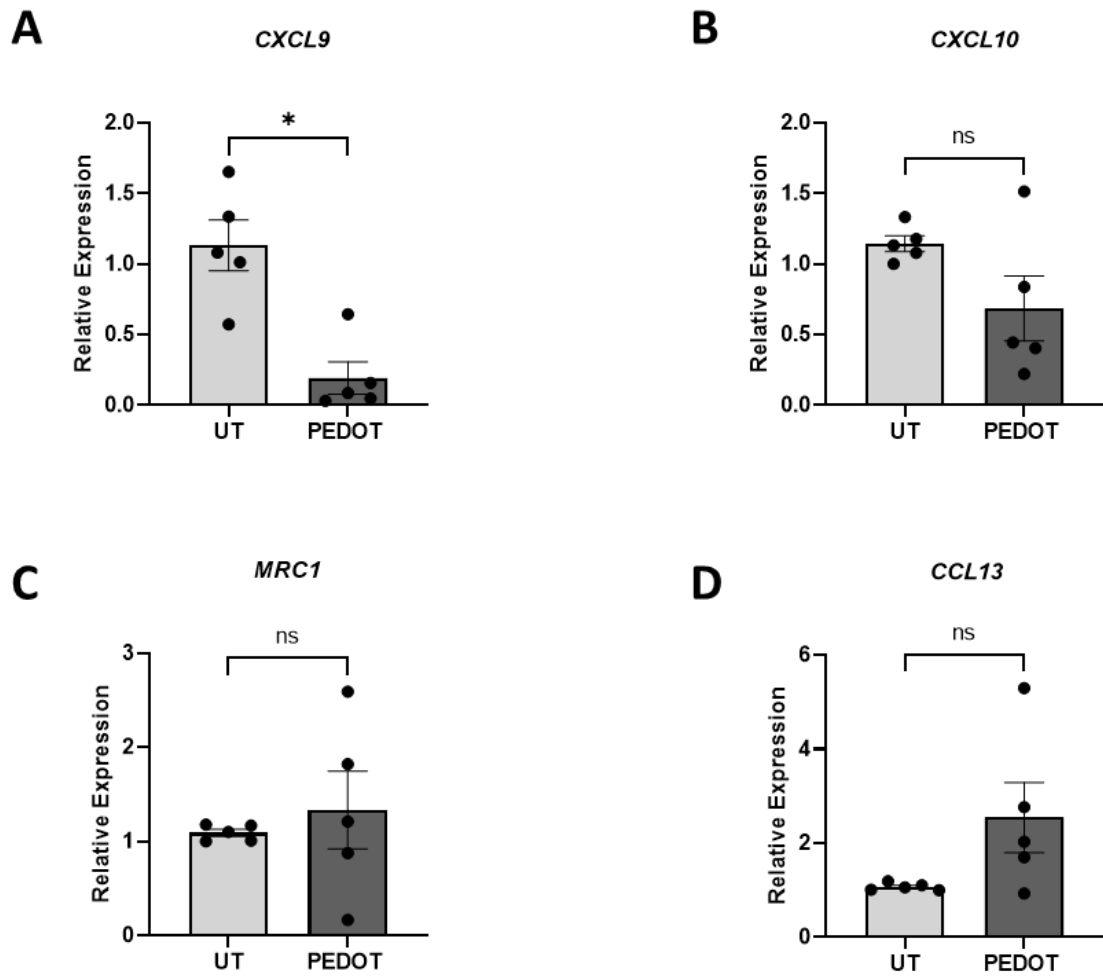 A
CXCL9
Relative Expression
2.0
1.5
1.0
0.5
0.0
*
UT PEDOT
B
CXCL10
Relative Expression
2.0
1.5
1.0
0.5
0.0
ns
UT PEDOT
C
MRC1
Relative Expression
3
2
1
0
ns
UT PEDOT
D
CCL13
Relative Expression
6
4
2
0
ns
UT PEDOT